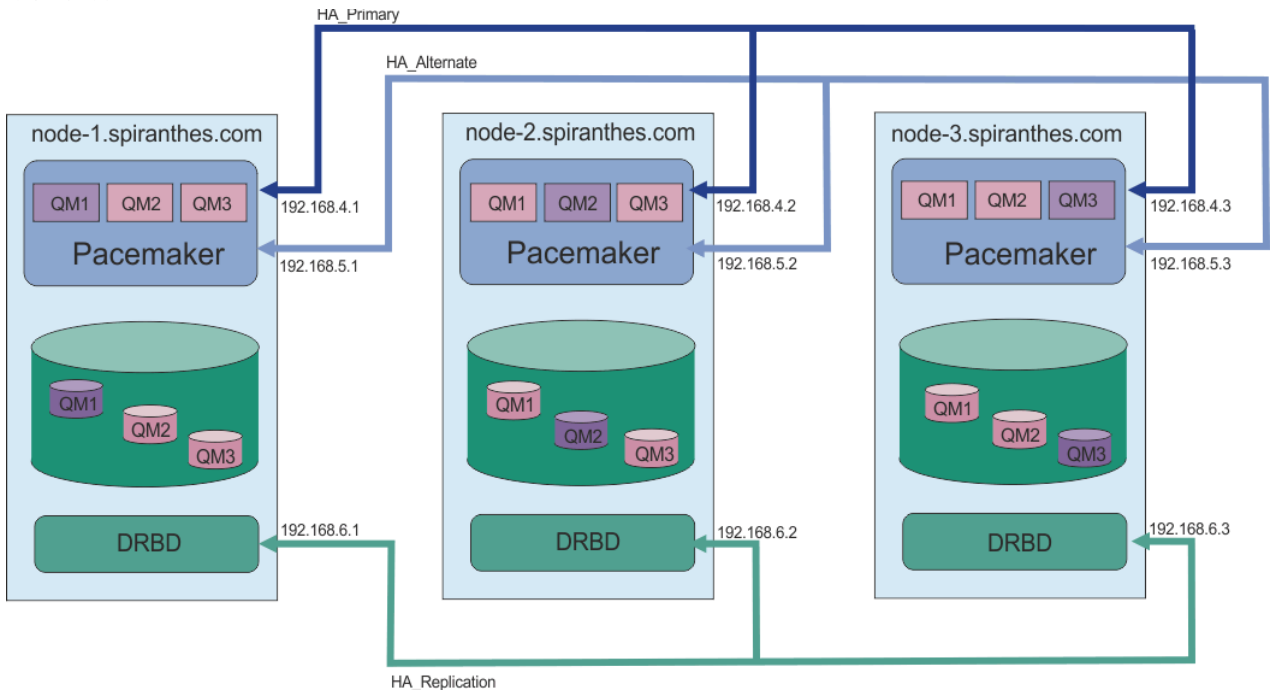 HA_Primary
HA_Alternate
node-1.spiranthes.com
QM1 QM2 QM3
192.168.4.1
Pacemaker
192.168.5.1
QM1
QM2
QM3
DRBD
192.168.6.1
node-2.spiranthes.com
QM1 QM2 QM3
192.168.4.2
Pacemaker
192.168.5.2
QM1
QM2
QM3
DRBD
192.168.6.2
node-3.spiranthes.com
QM1 QM2 QM3
192.168.4.3
Pacemaker
192.168.5.3
QM1
QM2
QM3
DRBD
192.168.6.3
HA_Replication